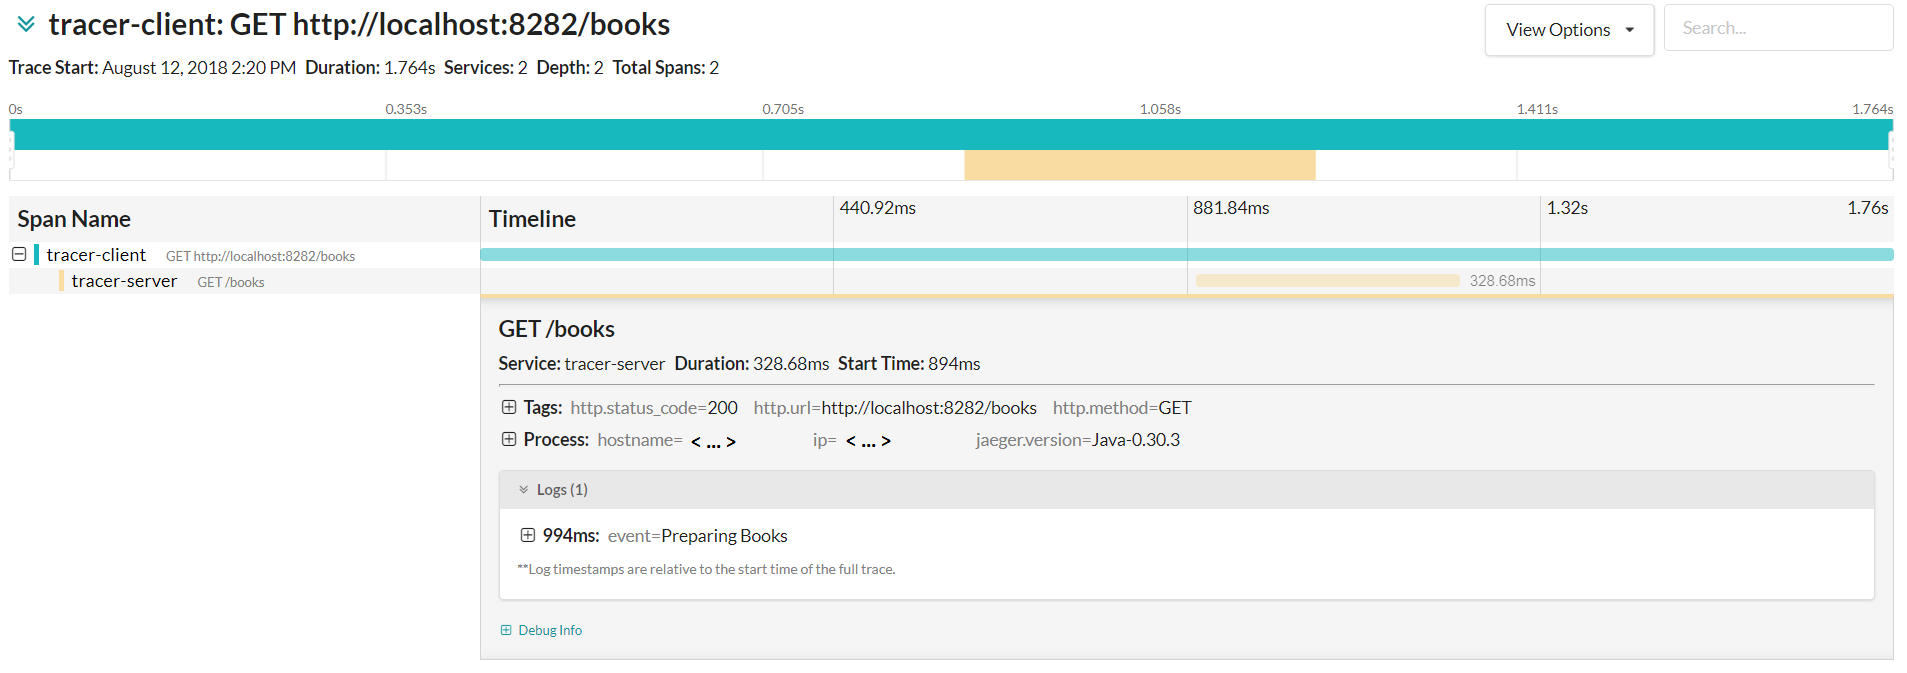 tracer-client: GET http://localhost:8282/books
View Options
Search...
Trace Start: August 12, 2018 2:20 PM Duration: 1.764s Services: 2 Depth: 2 Total Spans: 2
0s 0.353s 0.705s 1.058s 1.411s 1.764s
Span Name Timeline 440.92ms 881.84ms 1.32s 1.76s
tracer-client GET http://localhost:8282/books
tracer-server GET /books 328.68ms
GET /books
Service: tracer-server Duration: 328.68ms Start Time: 894ms
Tags: http.status_code=200 http.url=http://localhost:8282/books http.method=GET
Process: hostname= < ... > ip= < ... > jaeger.version=Java-0.30.3
Logs (1)
994ms: event=Preparing Books
**Log timestamps are relative to the start time of the full trace.
Debug Info